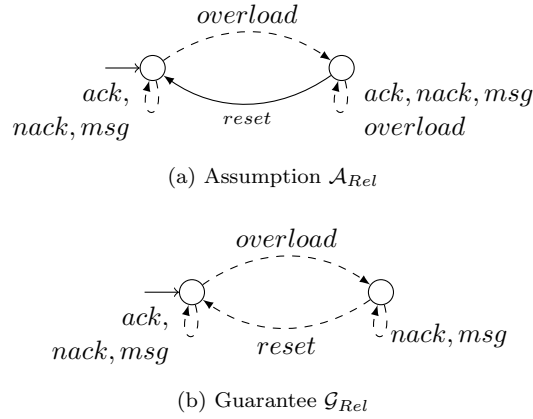 overload
ack,
nack, msg
reset
ack, nack, msg
overload
(a) Assumption 𝒜_Rel
overload
ack,
nack, msg
reset
nack, msg
(b) Guarantee 𝒢_Rel